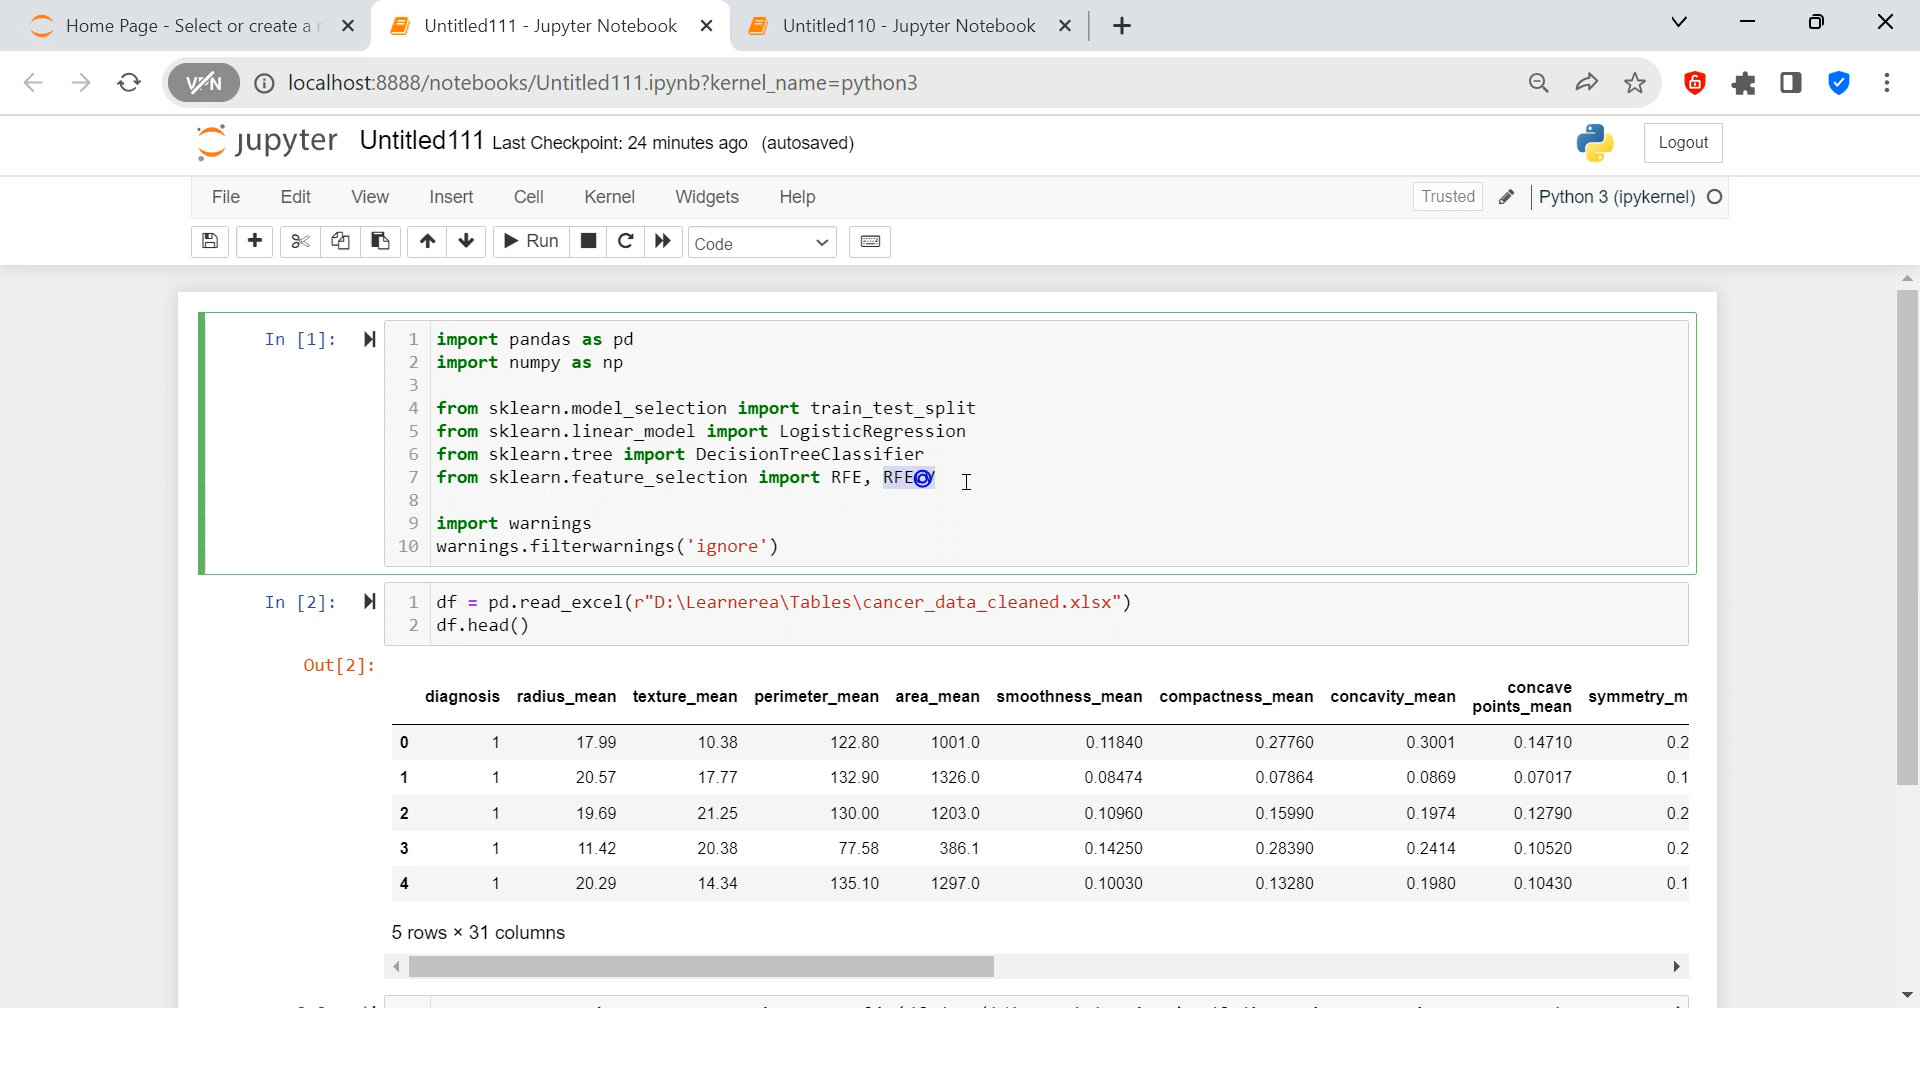 Home Page - Select or create a
Untitled111 - Jupyter Notebook
Untitled110 - Jupyter Notebook
VPN
localhost:8888/notebooks/Untitled111.ipynb?kernel_name=python3
jupyter Untitled111 Last Checkpoint: 24 minutes ago (autosaved)
Logout
File Edit View Insert Cell Kernel Widgets Help
Trusted Python 3 (ipykernel)
Run Code
In [1]:
1 import pandas as pd
2 import numpy as np
3
4 from sklearn.model_selection import train_test_split
5 from sklearn.linear_model import LogisticRegression
6 from sklearn.tree import DecisionTreeClassifier
7 from sklearn.feature_selection import RFE, RFECV
8
9 import warnings
10 warnings.filterwarnings('ignore')
In [2]:
1 df = pd.read_excel(r"D:\Learnerea\Tables\cancer_data_cleaned.xlsx")
2 df.head()
Out[2]:
diagnosis radius_mean texture_mean perimeter_mean area_mean smoothness_mean compactness_mean concavity_mean concave points_mean symmetry_m
0 1 17.99 10.38 122.80 1001.0 0.11840 0.27760 0.3001 0.14710 0.2
1 1 20.57 17.77 132.90 1326.0 0.08474 0.07864 0.0869 0.07017 0.1
2 1 19.69 21.25 130.00 1203.0 0.10960 0.15990 0.1974 0.12790 0.2
3 1 11.42 20.38 77.58 386.1 0.14250 0.28390 0.2414 0.10520 0.2
4 1 20.29 14.34 135.10 1297.0 0.10030 0.13280 0.1980 0.10430 0.1
5 rows × 31 columns